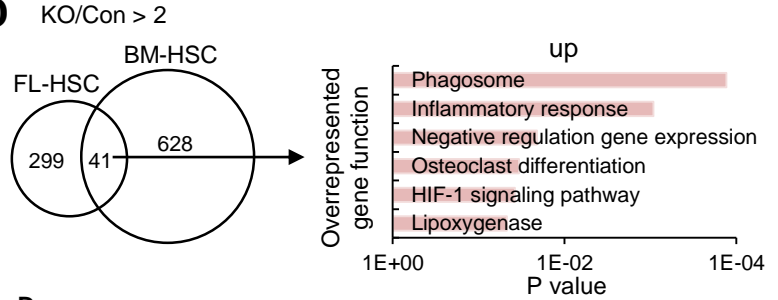 KO/Con > 2
FL-HSC
BM-HSC
299
41
628
up
Overrepresented
gene function
Phagosome
Inflammatory response
Negative regulation gene expression
Osteoclast differentiation
HIF-1 signaling pathway
Lipoxygenase
1E+00
1E-02
1E-04
P value